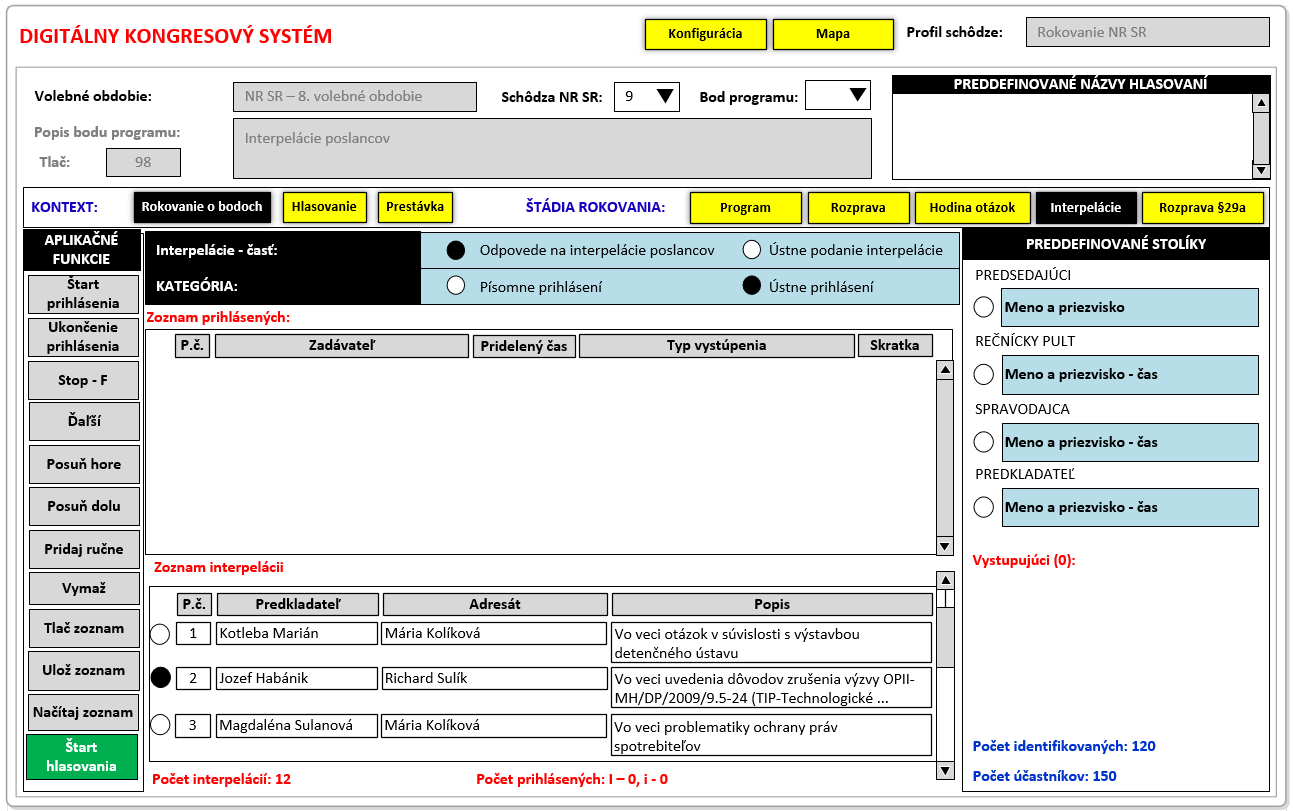 DIGITÁLNY KONGRESOVÝ SYSTÉM
Konfigurácia
Mapa
Profil schôdze:
Rokovanie NR SR
Volebné obdobie:
NR SR – 8. volebné obdobie
Schôdza NR SR:
9
Bod programu:
PREDDEFINOVANÉ NÁZVY HLASOVANÍ
Popis bodu programu:
Interpelácie poslancov
Tlač:
98
KONTEXT:
Rokovanie o bodoch
Hlasovanie
Prestávka
ŠTÁDIA ROKOVANIA:
Program
Rozprava
Hodina otázok
Interpelácie
Rozprava §29a
APLIKAČNÉ
FUNKCIE
Štart
prihlásenia
Ukončenie
prihlásenia
Stop - F
Ďaľší
Posuň hore
Posuň dolu
Pridaj ručne
Vymaž
Tlač zoznam
Ulož zoznam
Načítaj zoznam
Štart
hlasovania
Interpelácie - časť:
Odpovede na interpelácie poslancov
Ústne podanie interpelácie
KATEGÓRIA:
Písomne prihlásení
Ústne prihlásení
Zoznam prihlásených:
P.č.
Zadávateľ
Pridelený čas
Typ vystúpenia
Skratka
Zoznam interpelácii
P.č.
Predkladateľ
Adresát
Popis
1
Kotleba Marián
Mária Kolíková
Vo veci otázok v súvislosti s výstavbou
detenčného ústavu
2
Jozef Habánik
Richard Sulík
Vo veci uvedenia dôvodov zrušenia výzvy OPII-
MH/DP/2009/9.5-24 (TIP-Technologické ...
3
Magdaléna Sulanová
Mária Kolíková
Vo veci problematiky ochrany práv
spotrebiteľov
Počet interpelácií: 12
Počet prihlásených: I – 0, i - 0
PREDDEFINOVANÉ STOLÍKY
PREDSEDAJÚCI
Meno a priezvisko
REČNÍCKY PULT
Meno a priezvisko - čas
SPRAVODAJCA
Meno a priezvisko - čas
PREDKLADATEĽ
Meno a priezvisko - čas
Vystupujúci (0):
Počet identifikovaných: 120
Počet účastníkov: 150